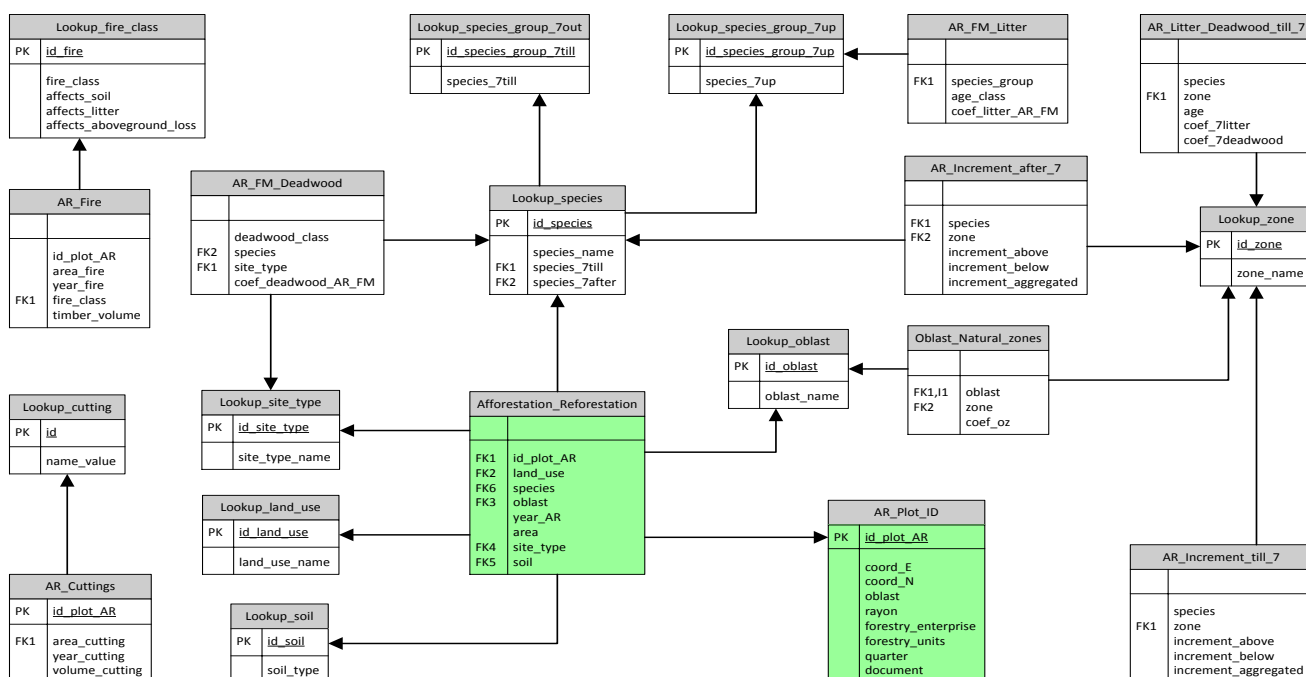 Lookup_fire_class
PK id_fire
fire_class
affects_soil
affects_litter
affects_aboveground_loss
Lookup_species_group_7out
PK id_species_group_7till
species_7till
Lookup_species_group_7up
PK id_species_group_7up
species_7up
AR_FM_Litter
FK1 species_group
age_class
coef_litter_AR_FM
AR_Litter_Deadwood_till_7
species
FK1 zone
age
coef_7litter
coef_7deadwood
AR_Fire
id_plot_AR
area_fire
year_fire
FK1 fire_class
timber_volume
AR_FM_Deadwood
deadwood_class
FK2 species
FK1 site_type
coef_deadwood_AR_FM
Lookup_species
PK id_species
species_name
FK1 species_7till
FK2 species_7after
AR_Increment_after_7
FK1 species
FK2 zone
increment_above
increment_below
increment_aggregated
Lookup_zone
PK id_zone
zone_name
Lookup_oblast
PK id_oblast
oblast_name
Oblast_Natural_zones
FK1,I1 oblast
FK2 zone
coef_oz
Lookup_cutting
PK id
name_value
Lookup_site_type
PK id_site_type
site_type_name
Afforestation_Reforestation
FK1 id_plot_AR
FK2 land_use
FK6 species
FK3 oblast
year_AR
area
FK4 site_type
FK5 soil
Lookup_land_use
PK id_land_use
land_use_name
AR_Plot_ID
PK id_plot_AR
coord_E
coord_N
oblast
rayon
forestry_enterprise
forestry_units
quarter
document
AR_Cuttings
PK id_plot_AR
FK1 area_cutting
year_cutting
volume_cutting
Lookup_soil
PK id_soil
soil_type
AR_Increment_till_7
species
FK1 zone
increment_above
increment_below
increment_aggregated